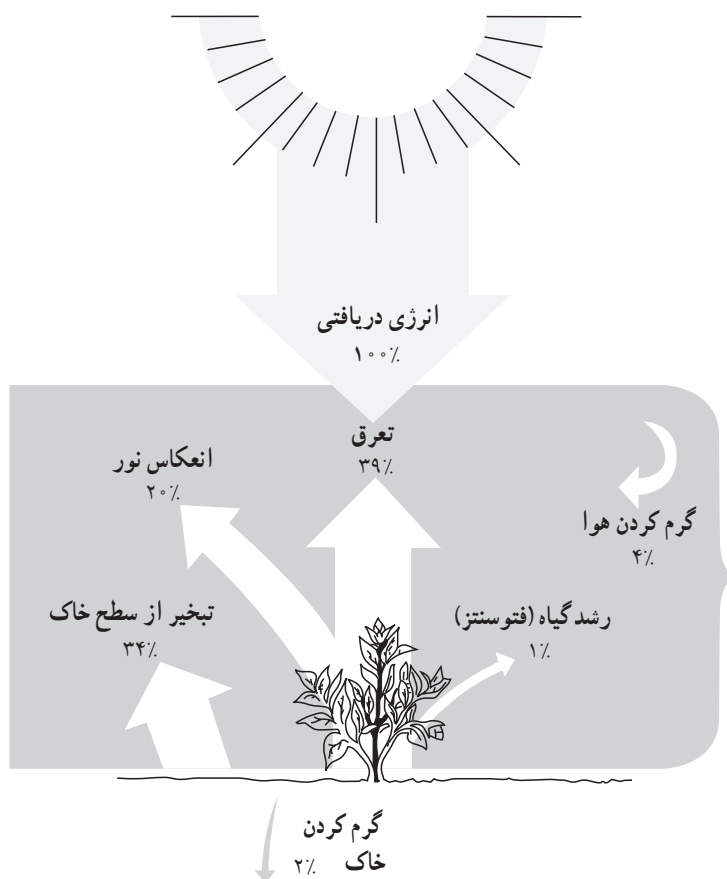 انرژی دریافتی
۱۰۰٪
تعرق
۳۹٪
انعکاس نور
۲۰٪
گرم کردن هوا
۴٪
رشد گیاه (فتوسنتز)
۱٪
تبخیر از سطح خاک
۳۴٪
گرم کردن
خاک ۲٪